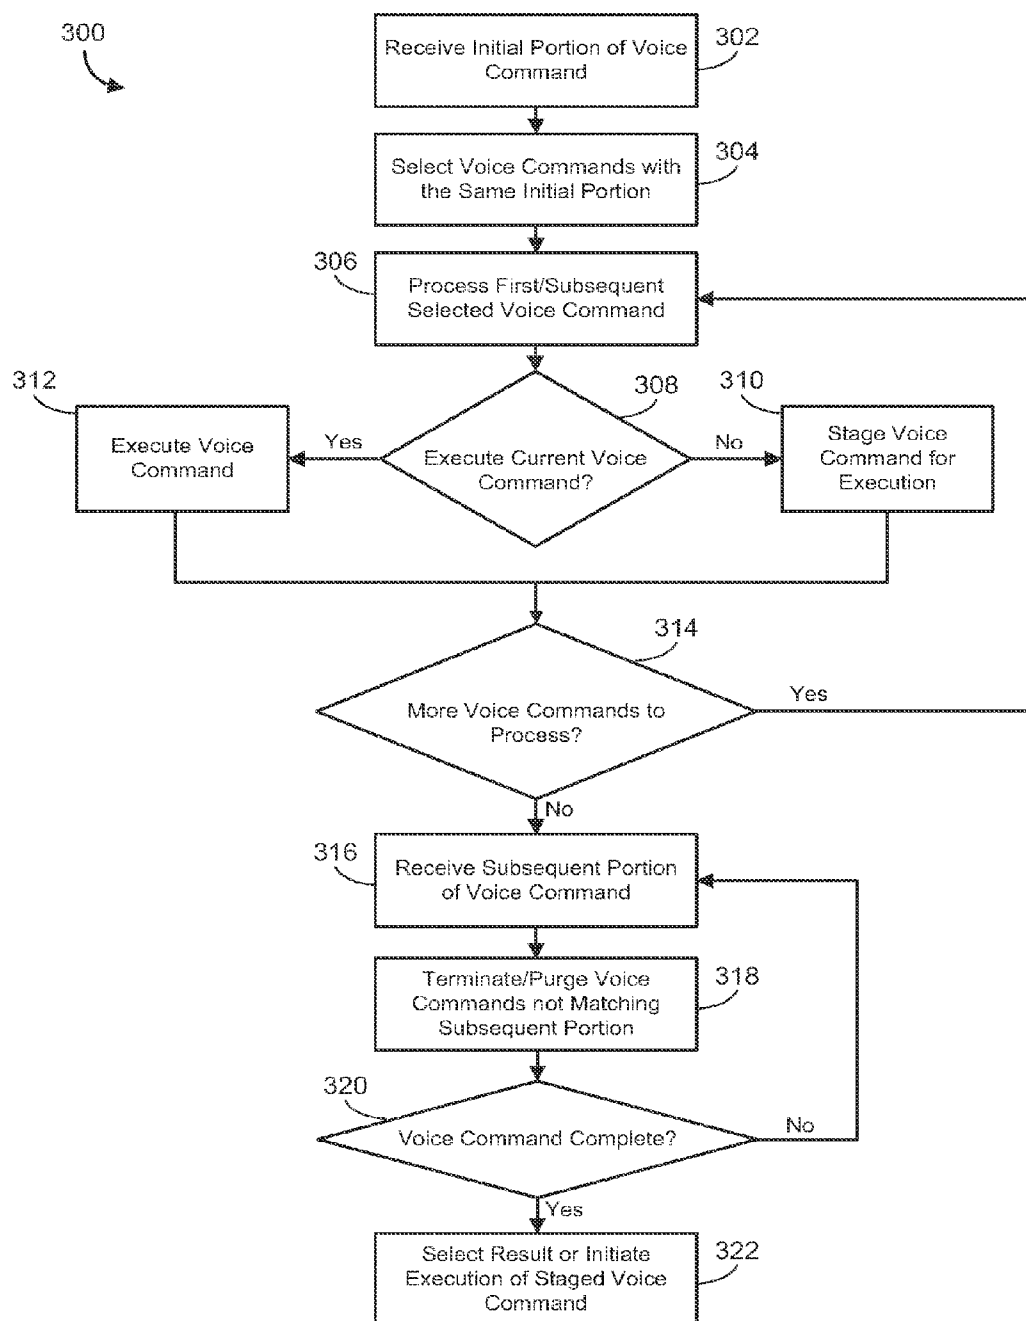 300
302
Receive Initial Portion of Voice
Command
304
Select Voice Commands with
the Same Initial Portion
306
Process First/Subsequent
Selected Voice Command
312
308
310
Execute Voice
Command
Yes
Execute Current Voice
Command?
No
Stage Voice
Command for
Execution
314
More Voice Commands to
Process?
Yes
No
316
Receive Subsequent Portion
of Voice Command
318
Terminate/Purge Voice
Commands not Matching
Subsequent Portion
320
Voice Command Complete?
No
Yes
322
Select Result or Initiate
Execution of Staged Voice
Command